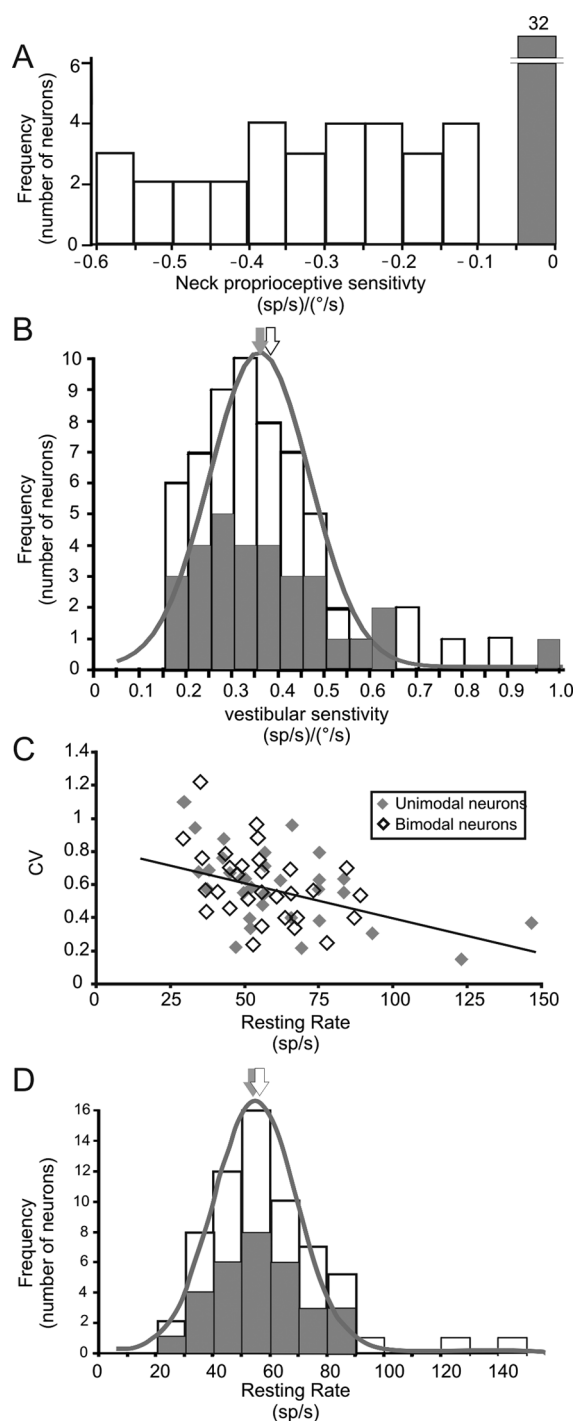 32
A
Frequency
(number of neurons)
6
4
2
0
-0.6 -0.5 -0.4 -0.3 -0.2 -0.1 0
Neck proprioceptive sensitivty
(sp/s)/(°/s)
B
Frequency
(number of neurons)
10
9
8
7
6
5
4
3
2
1
0
0 0.1 0.2 0.3 0.4 0.5 0.6 0.7 0.8 0.9 1.0
vestibular senstivity
(sp/s)/(°/s)
C
CV
1.4
1.2
1
0.8
0.6
0.4
0.2
0
Unimodal neurons
Bimodal neurons
0 25 50 75 100 125 150
Resting Rate
(sp/s)
D
Frequency
(number of neurons)
16
14
12
10
8
6
4
2
0
0 20 40 60 80 100 120 140
Resting Rate
(sp/s)